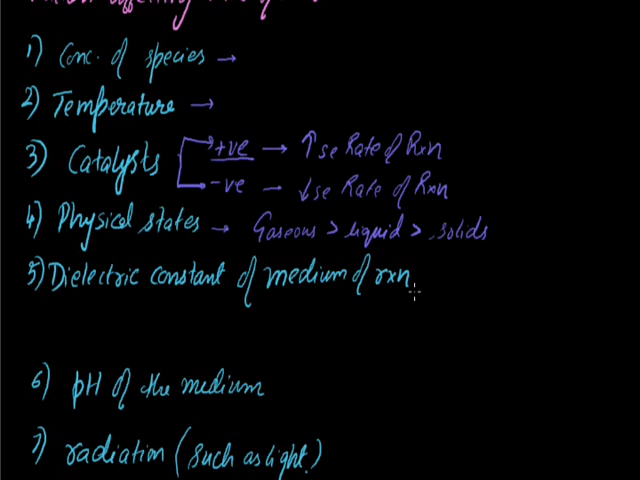 1) Conc. of species →
2) Temperature →
3) Catalysts +ve → ↑se Rate of Rxn
-ve → ↓se Rate of Rxn
4) Physical states → Gaseous > liquid > solids
5) Dielectric constant of medium of rxn
6) pH of the medium
7) radiation (such as light.)